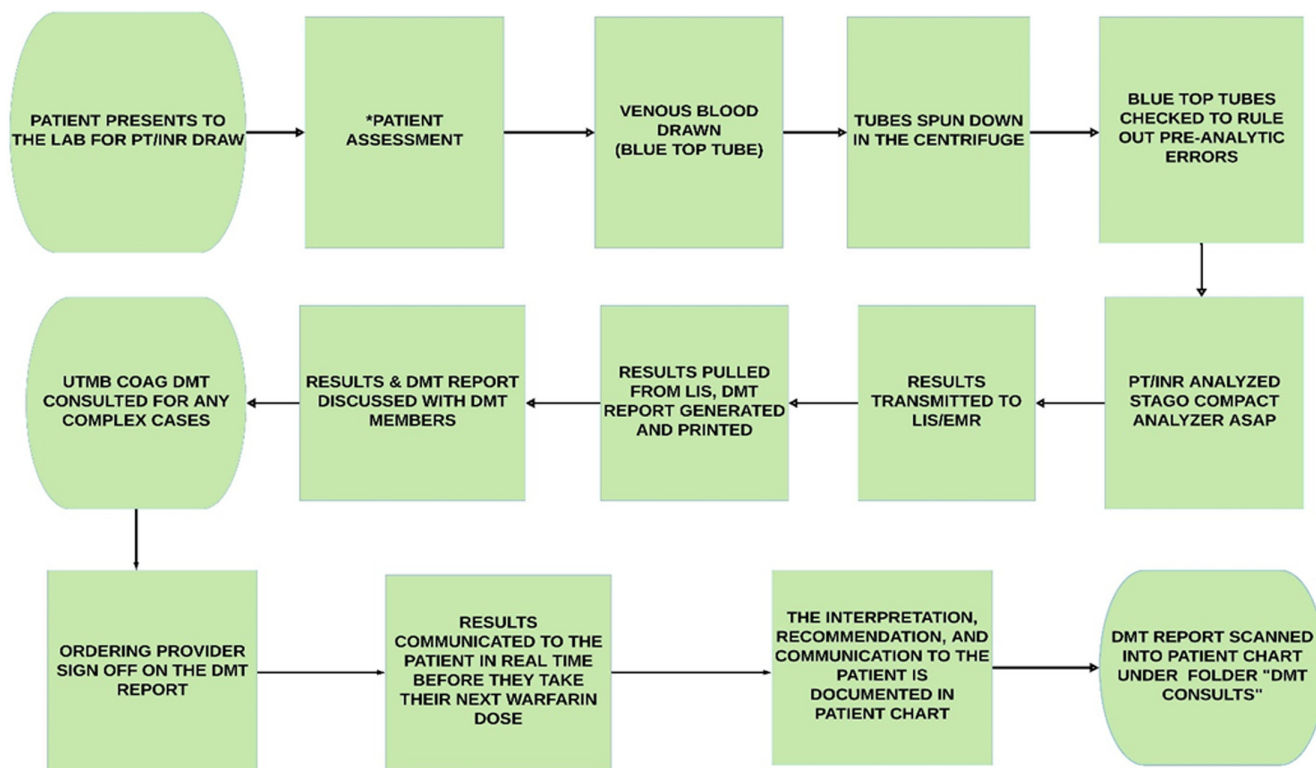 PATIENT PRESENTS TO
THE LAB FOR PT/INR DRAW
*PATIENT
ASSESSMENT
VENOUS BLOOD
DRAWN
(BLUE TOP TUBE)
TUBES SPUN DOWN
IN THE CENTRIFUGE
BLUE TOP TUBES
CHECKED TO RULE
OUT PRE-ANALYTIC
ERRORS
PT/INR ANALYZED
STAGO COMPACT
ANALYZER ASAP
RESULTS
TRANSMITTED TO
LIS/EMR
RESULTS PULLED
FROM LIS, DMT
REPORT GENERATED
AND PRINTED
RESULTS & DMT REPORT
DISCUSSED WITH DMT
MEMBERS
UTMB COAG DMT
CONSULTED FOR ANY
COMPLEX CASES
ORDERING PROVIDER
SIGN OFF ON THE DMT
REPORT
RESULTS
COMMUNICATED TO THE
PATIENT IN REAL TIME
BEFORE THEY TAKE
THEIR NEXT WARFARIN
DOSE
THE INTERPRETATION,
RECOMMENDATION, AND
COMMUNICATION TO THE
PATIENT IS
DOCUMENTED IN
PATIENT CHART
DMT REPORT SCANNED
INTO PATIENT CHART
UNDER FOLDER "DMT
CONSULTS"